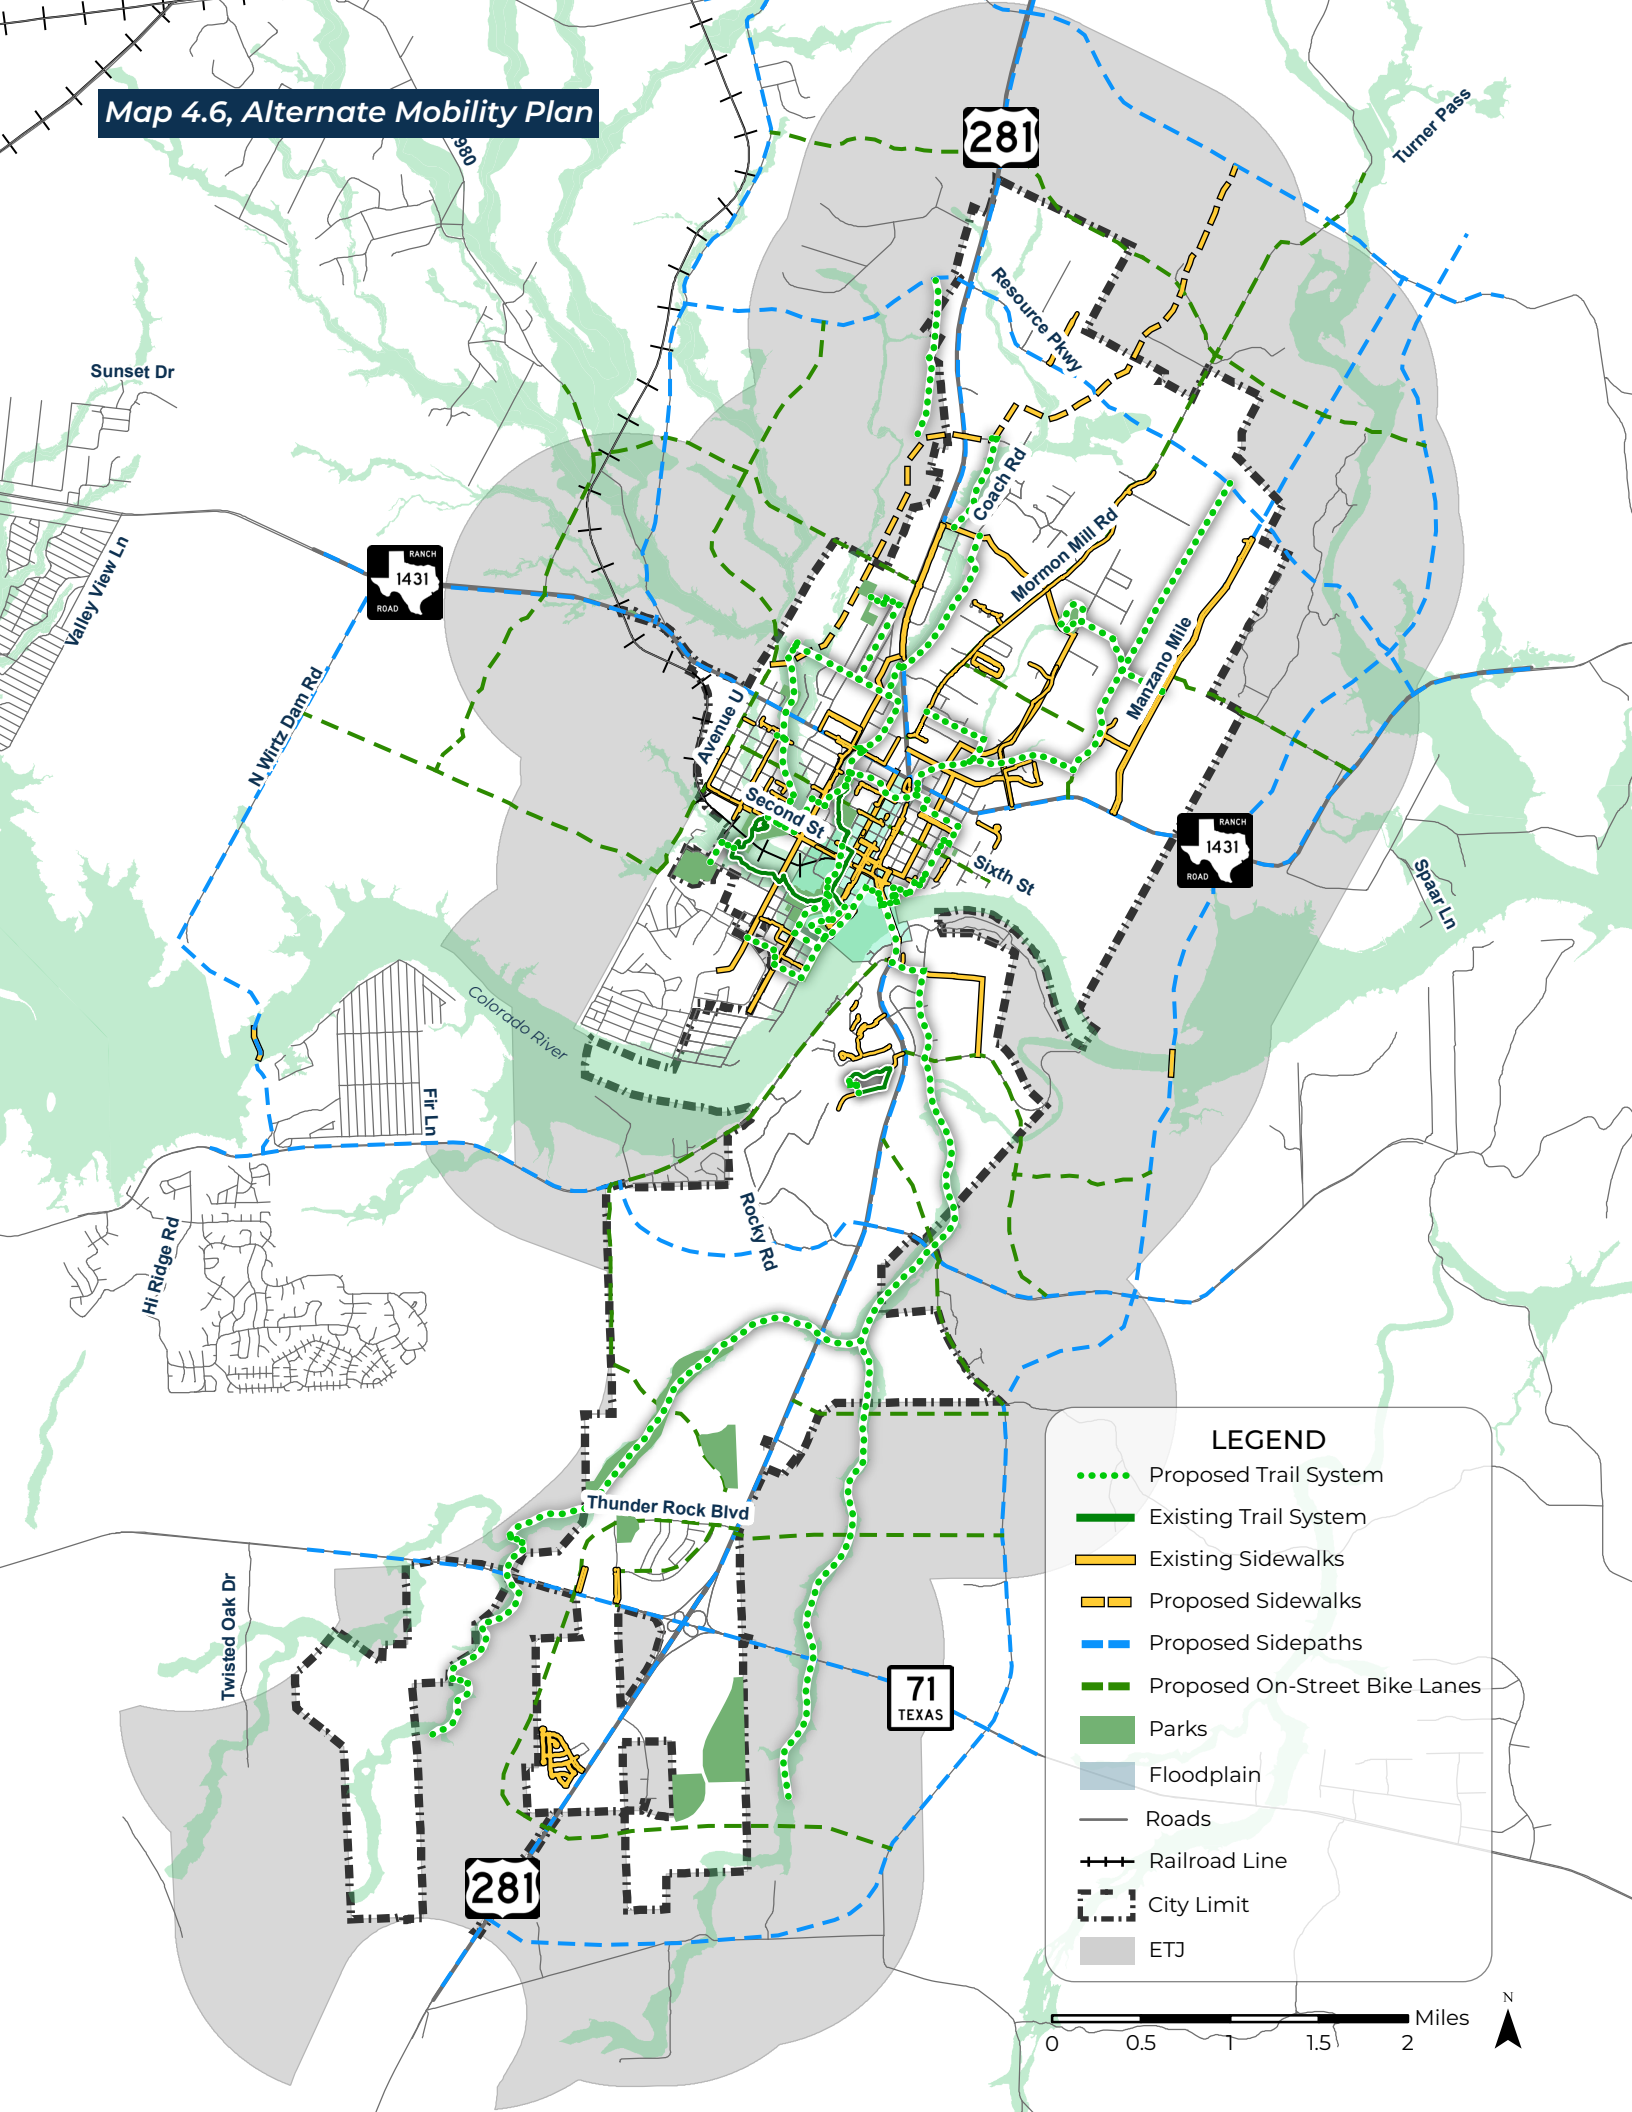 Map 4.6, Alternate Mobility Plan
980
Turner Pass
281
Resource Pkwy
Sunset Dr
Coach Rd
Mormon Mill Rd
Valley View Ln
RANCH
1431
ROAD
Manzano Mile
N Wirtz Dam Rd
Avenue U
Second St
Sixth St
RANCH
1431
ROAD
Spaar Ln
Colorado River
Fir Ln
Rocky Rd
Hi Ridge Rd
Thunder Rock Blvd
Twisted Oak Dr
71
TEXAS
281
LEGEND
Proposed Trail System
Existing Trail System
Existing Sidewalks
Proposed Sidewalks
Proposed Sidepaths
Proposed On-Street Bike Lanes
Parks
Floodplain
Roads
Railroad Line
City Limit
ETJ
N
Miles
0 0.5 1 1.5 2